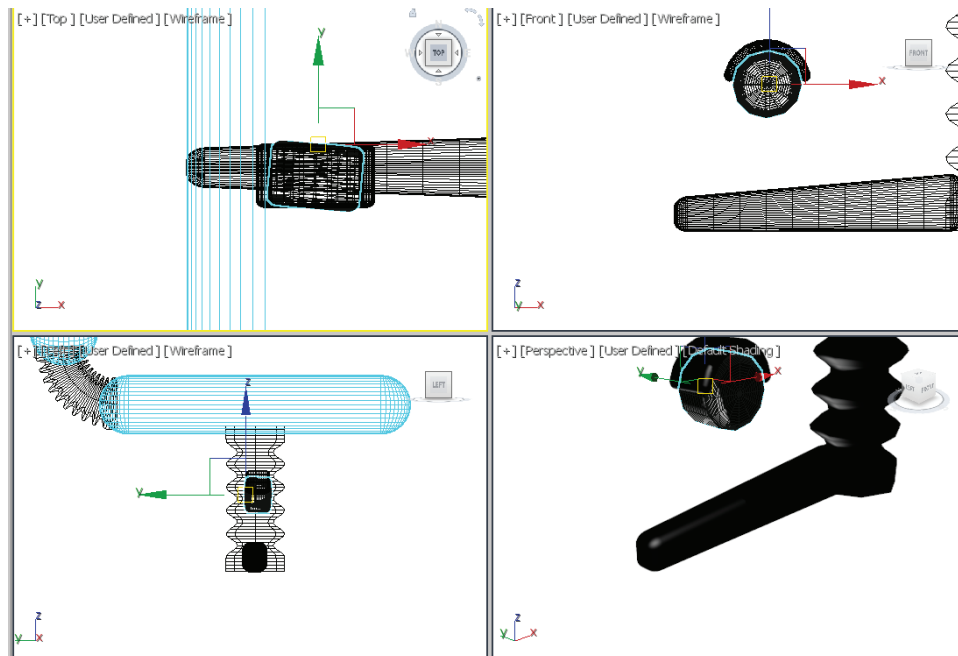 [+] [Top ] [User Defined ] [Wireframe ]
y
TOP
x
y
z x
[+] [Front ] [User Defined ] [Wireframe ]
FRONT
x
z
y x
[User Defined ] [Wireframe ]
LEFT
z
y
z
y x
[+] [Perspective ] [User Defined ] [Default Shading ]
y x
FRONT
z
y x